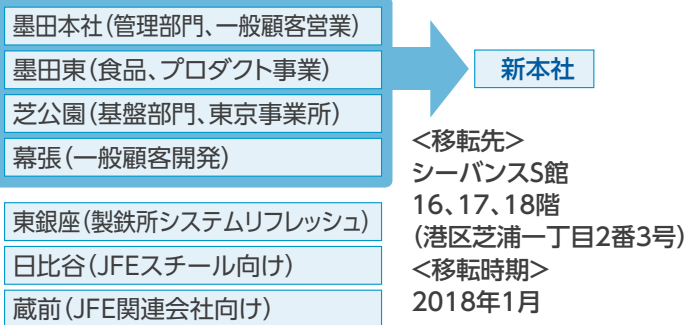 墨田本社(管理部門、一般顧客営業)
墨田東(食品、プロダクト事業)
芝公園(基盤部門、東京事業所)
幕張(一般顧客開発)
東銀座(製鉄所システムリフレッシュ)
日比谷(JFEスチール向け)
蔵前(JFE関連会社向け)
新本社
<移転先>
シーバンスS館
16、17、18階
(港区芝浦一丁目2番3号)
<移転時期>
2018年1月